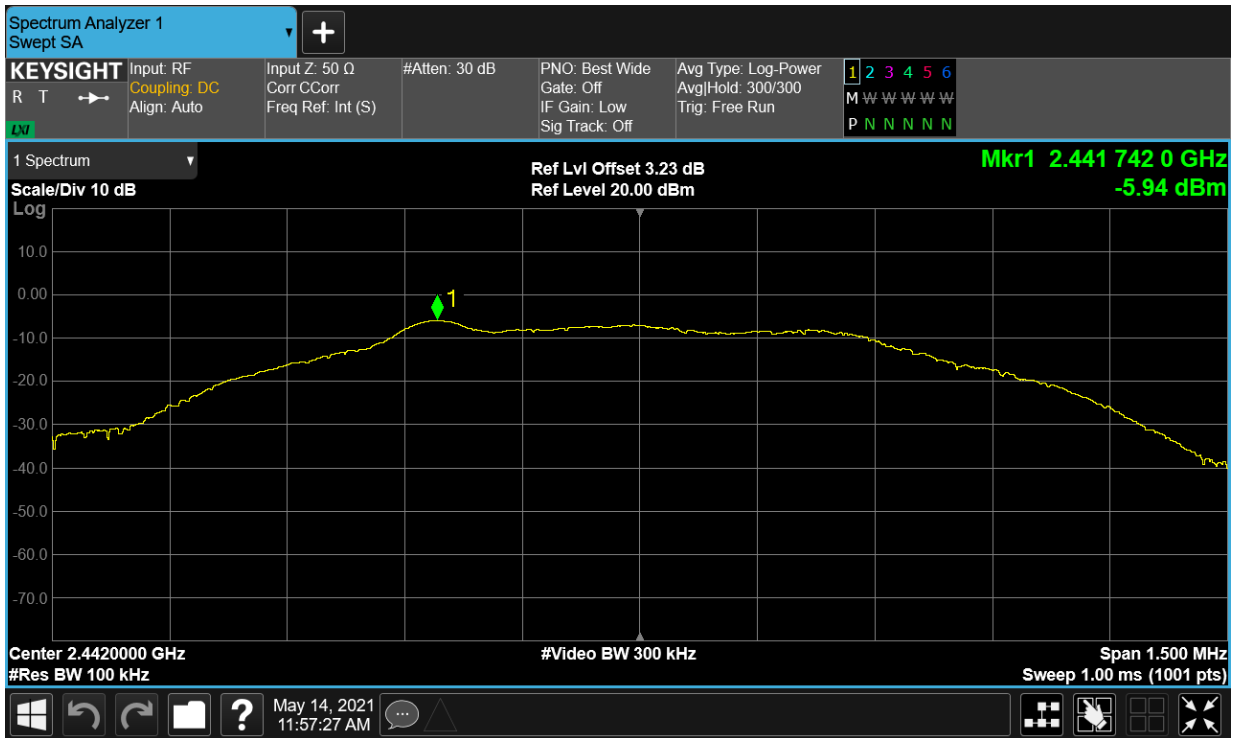 Spectrum Analyzer 1
Swept SA
KEYSIGHT
R T
LXI
Input: RF
Coupling: DC
Align: Auto
Input Z: 50 Ω
Corr CCorr
Freq Ref: Int (S)
#Atten: 30 dB
PNO: Best Wide
Gate: Off
IF Gain: Low
Sig Track: Off
Avg Type: Log-Power
Avg|Hold: 300/300
Trig: Free Run
1 2 3 4 5 6
M W W W W W
P N N N N N
1 Spectrum
Scale/Div 10 dB
Log
Ref Lvl Offset 3.23 dB
Ref Level 20.00 dBm
Mkr1 2.441 742 0 GHz
-5.94 dBm
10.0
0.00
1
-10.0
-20.0
-30.0
-40.0
-50.0
-60.0
-70.0
Center 2.4420000 GHz
#Res BW 100 kHz
#Video BW 300 kHz
Span 1.500 MHz
Sweep 1.00 ms (1001 pts)
?
May 14, 2021
11:57:27 AM